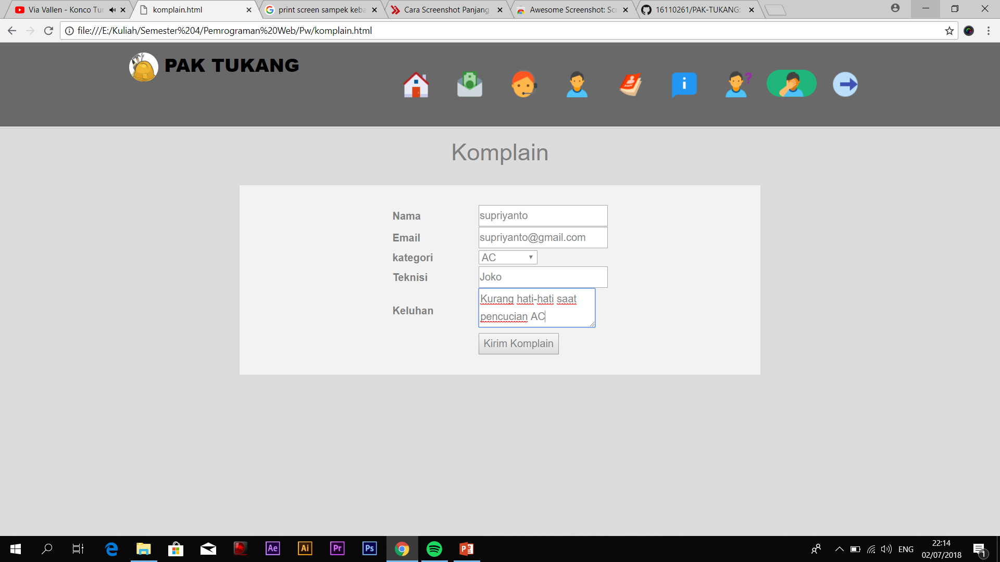 Via Vallen - Konco Tur
komplain.html
print screen sampek keba
Cara Screenshot Panjang
Awesome Screenshot: Scr
16110261/PAK-TUKANG:
file:///E:/Kuliah/Semester%204/Pemrograman%20Web/Pw/komplain.html
PAK TUKANG
Komplain
Nama
supriyanto
Email
supriyanto@gmail.com
kategori
AC
Teknisi
Joko
Keluhan
Kurang hati-hati saat
pencucian AC
Kirim Komplain
Ae
Ai
Pr
Ps
ENG
22:14
02/07/2018
1